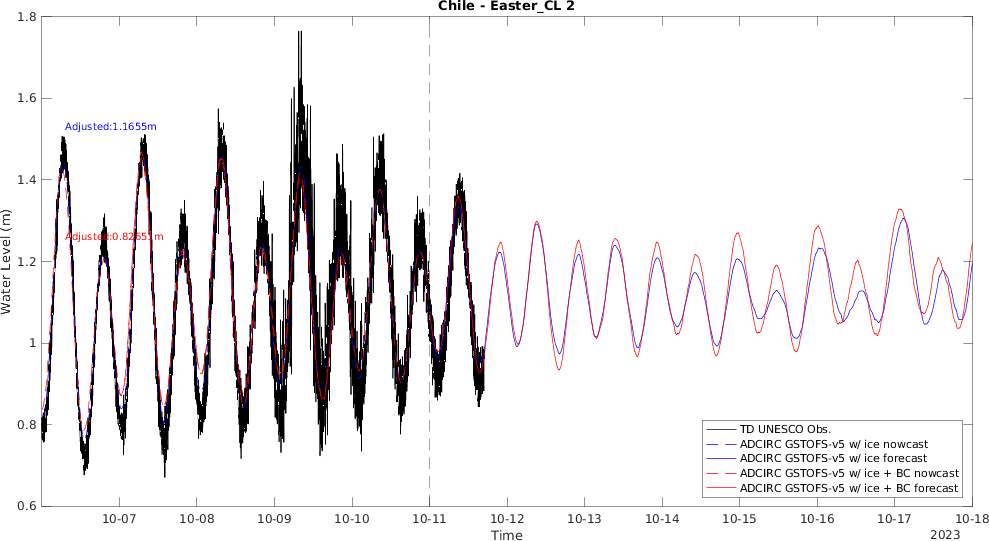 Chile - Easter_CL 2
Water Level (m)
1.8
1.6
1.4
1.2
1
0.8
0.6
Adjusted:1.1655m
Adjusted:0.82655m
TD UNESCO Obs.
ADCIRC GSTOFS-v5 w/ ice nowcast
ADCIRC GSTOFS-v5 w/ ice forecast
ADCIRC GSTOFS-v5 w/ ice + BC nowcast
ADCIRC GSTOFS-v5 w/ ice + BC forecast
10-07 10-08 10-09 10-10 10-11 10-12 10-13 10-14 10-15 10-16 10-17 10-18
Time
2023